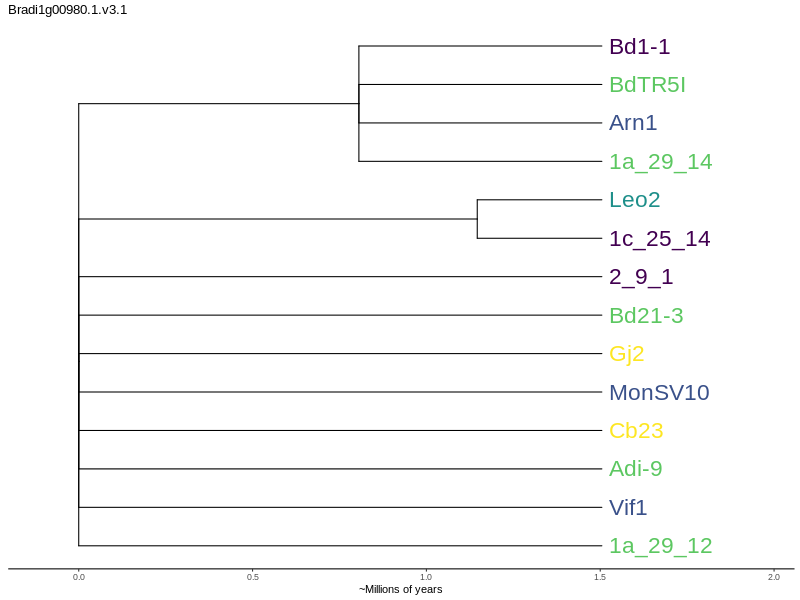 Bradi1g00980.1.v3.1
Bd1-1
BdTR5I
Arn1
1a_29_14
Leo2
1c_25_14
2_9_1
Bd21-3
Gj2
MonSV10
Cb23
Adi-9
Vif1
1a_29_12
0.0 0.5 1.0 1.5 2.0
~Millions of years